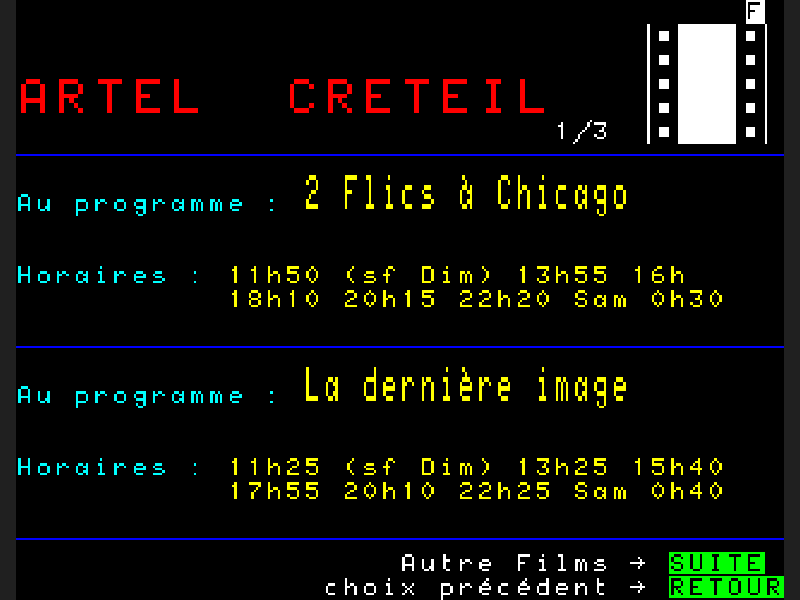 F
ARTEL CRETEIL
1/3
Au programme : 2 Flics à Chicago
Horaires : 11h50 (sf Dim) 13h55 16h
18h10 20h15 22h20 Sam 0h30
Au programme : La dernière image
Horaires : 11h25 (sf Dim) 13h25 15h40
17h55 20h10 22h25 Sam 0h40
Autre Films → SUITE
choix précédent → RETOUR